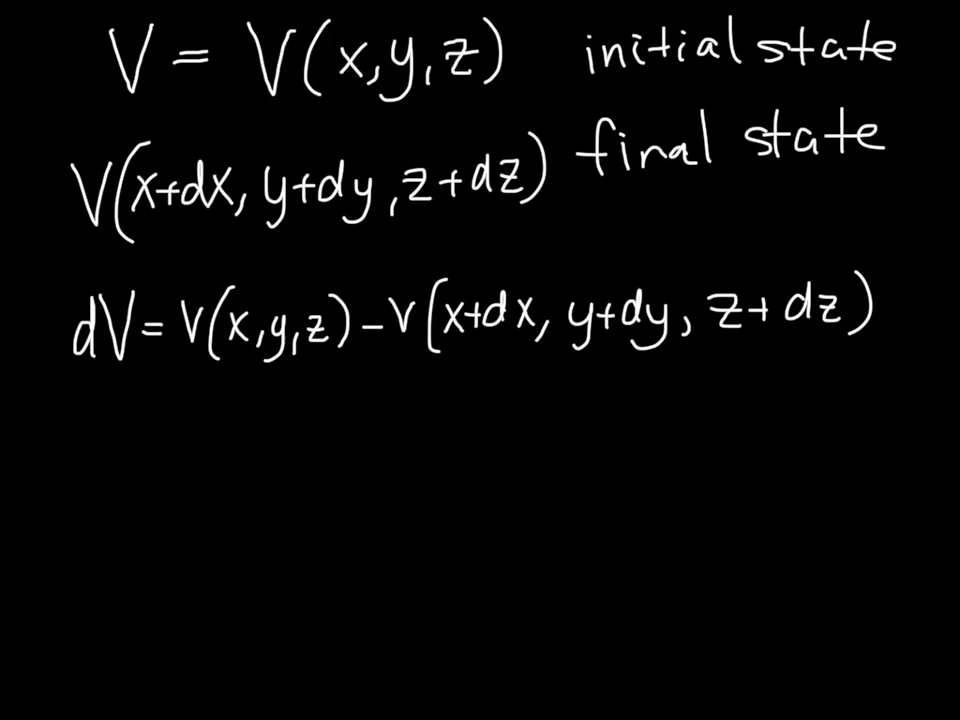 V = V(x,y,z) initial state
V(x+dx, y+dy, z+dz) final state
dV = V(x,y,z) - V(x+dx, y+dy, z+dz)